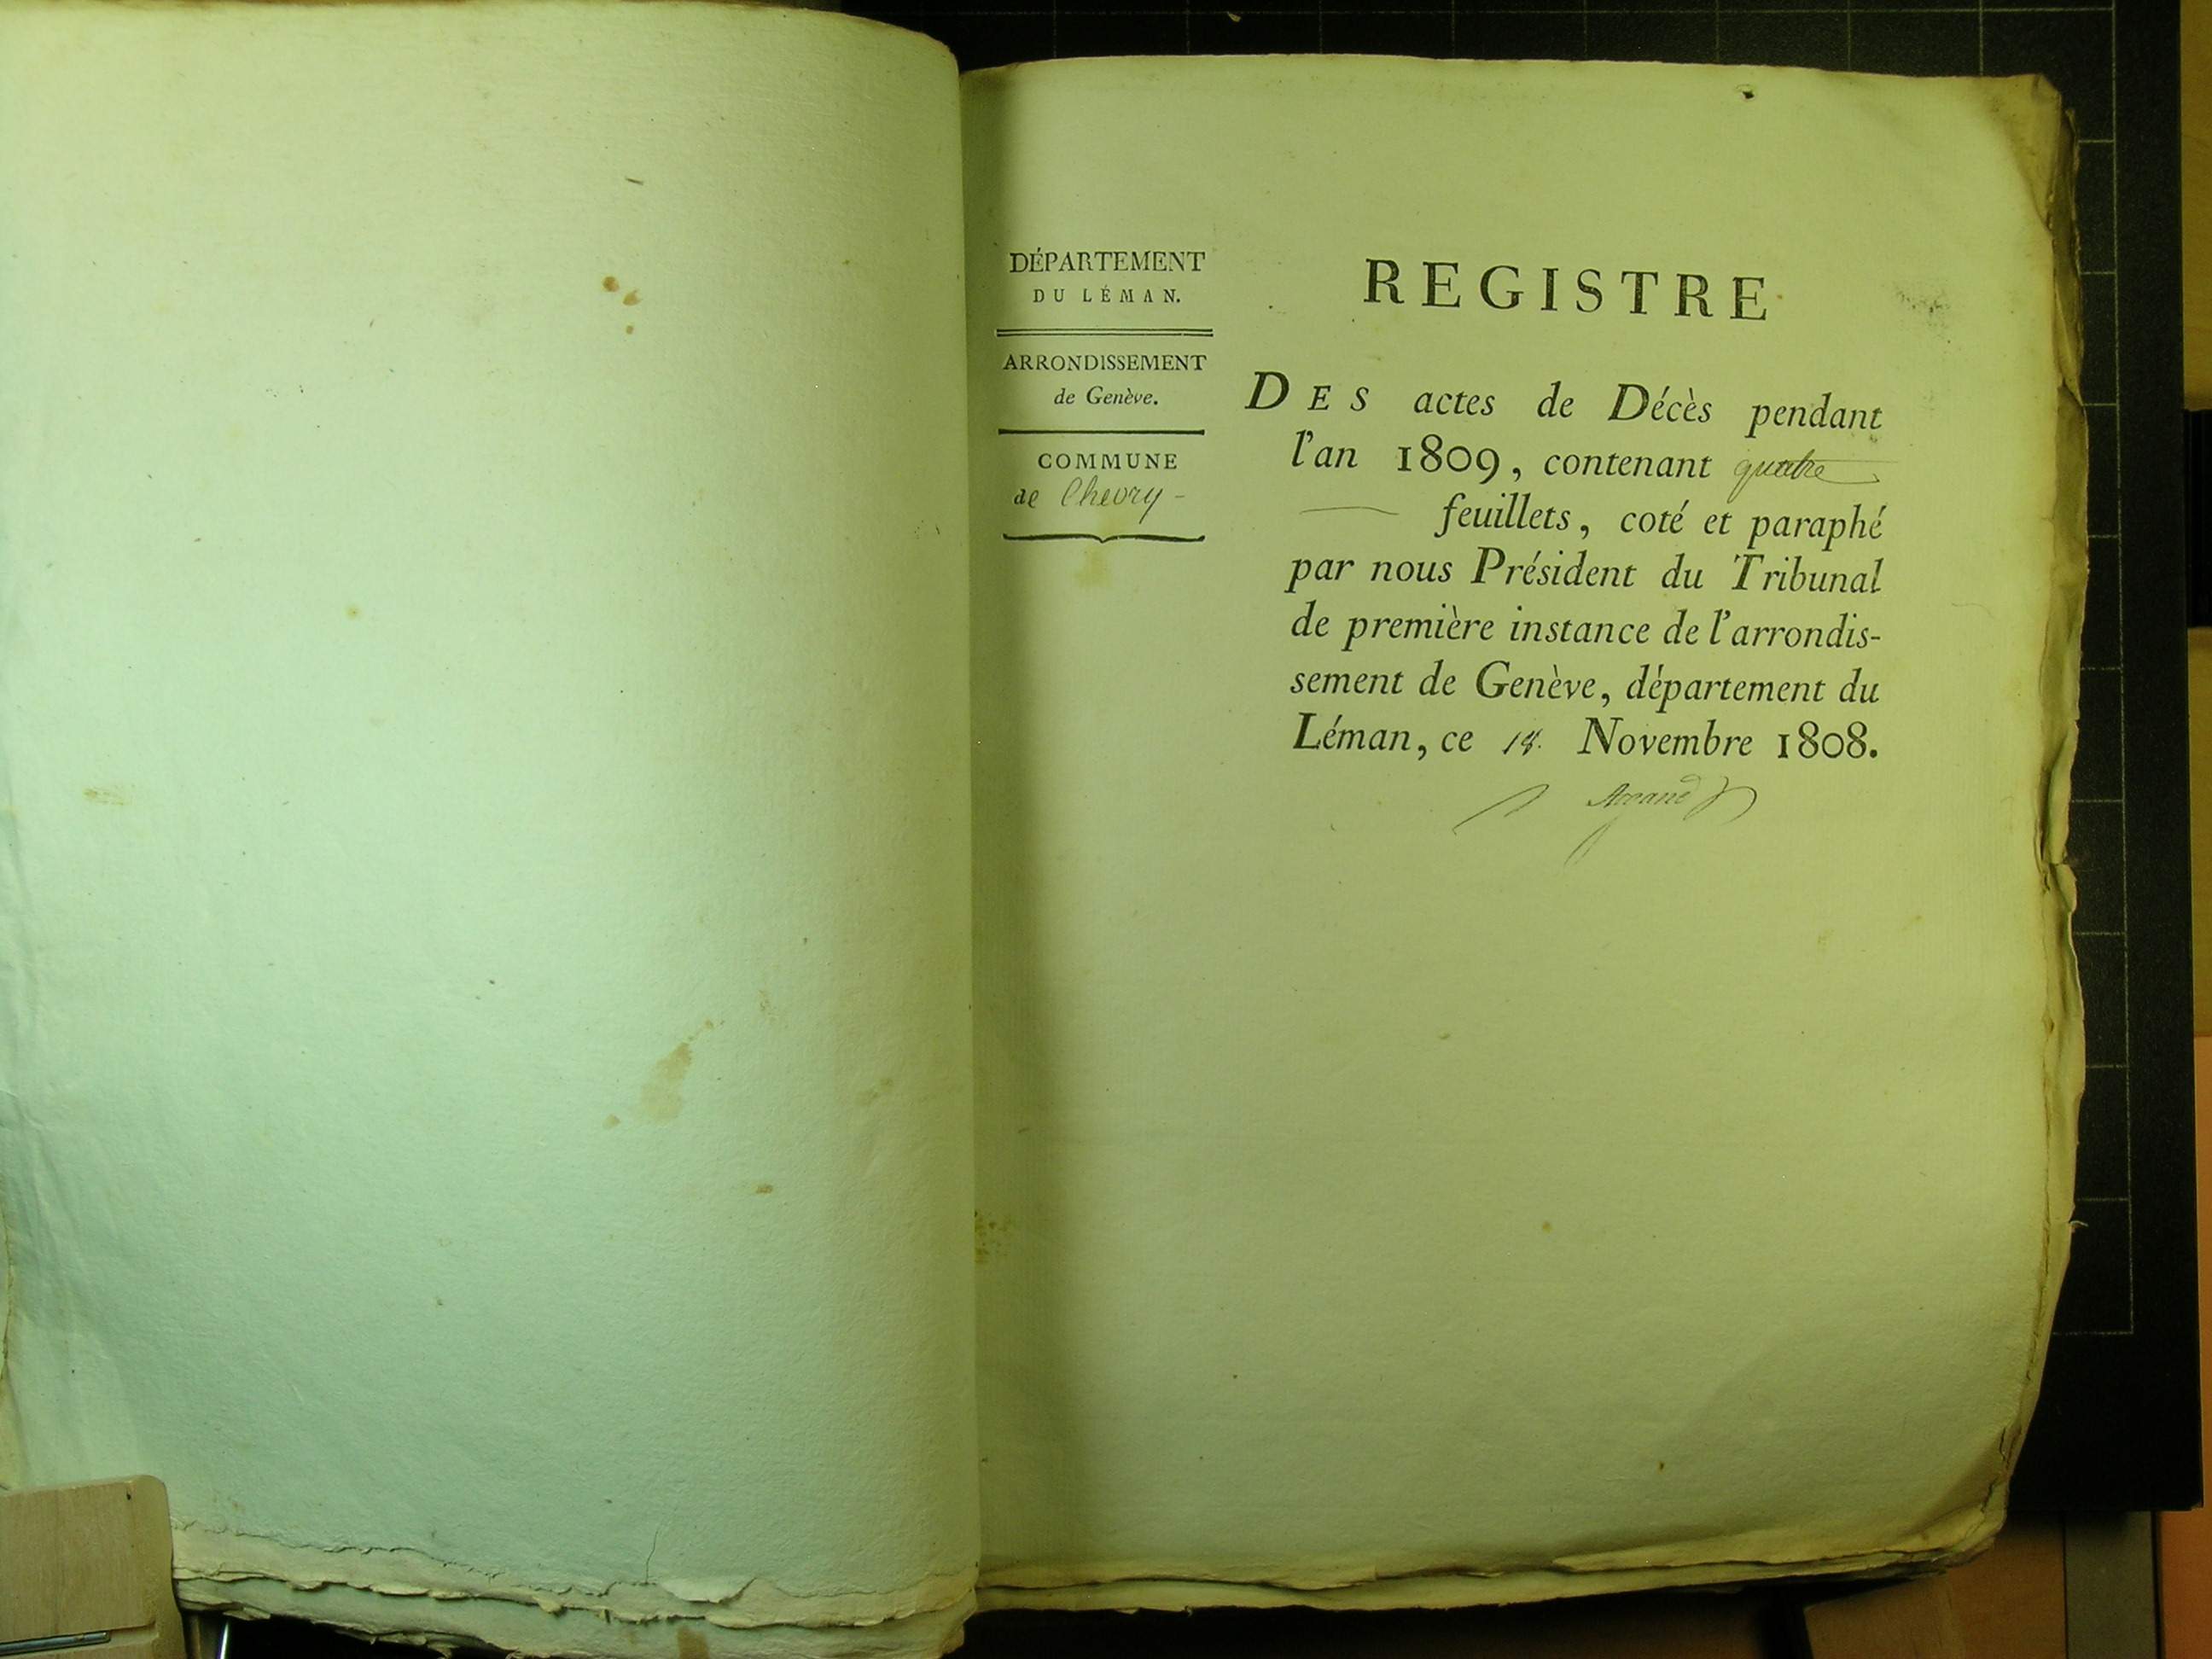 DÉPARTEMENT
DU LÉMAN.
ARRONDISSEMENT
de Genève.
COMMUNE
de Chevry -
REGISTRE
DES actes de Décès pendant
l'an 1809, contenant quatre
feuillets, coté et paraphé
par nous Président du Tribunal
de première instance de l'arrondis-
sement de Genève, département du
Léman, ce 14. Novembre 1808.
Argand